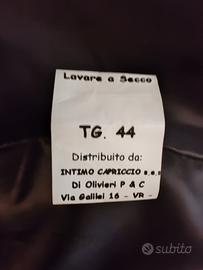 Lavare a Secco
TG. 44
Distribuito da:
INTIMO CAPRICCIO s.a.s
Di Olivieri P & C
Via Galilei 16 - VR -
subito